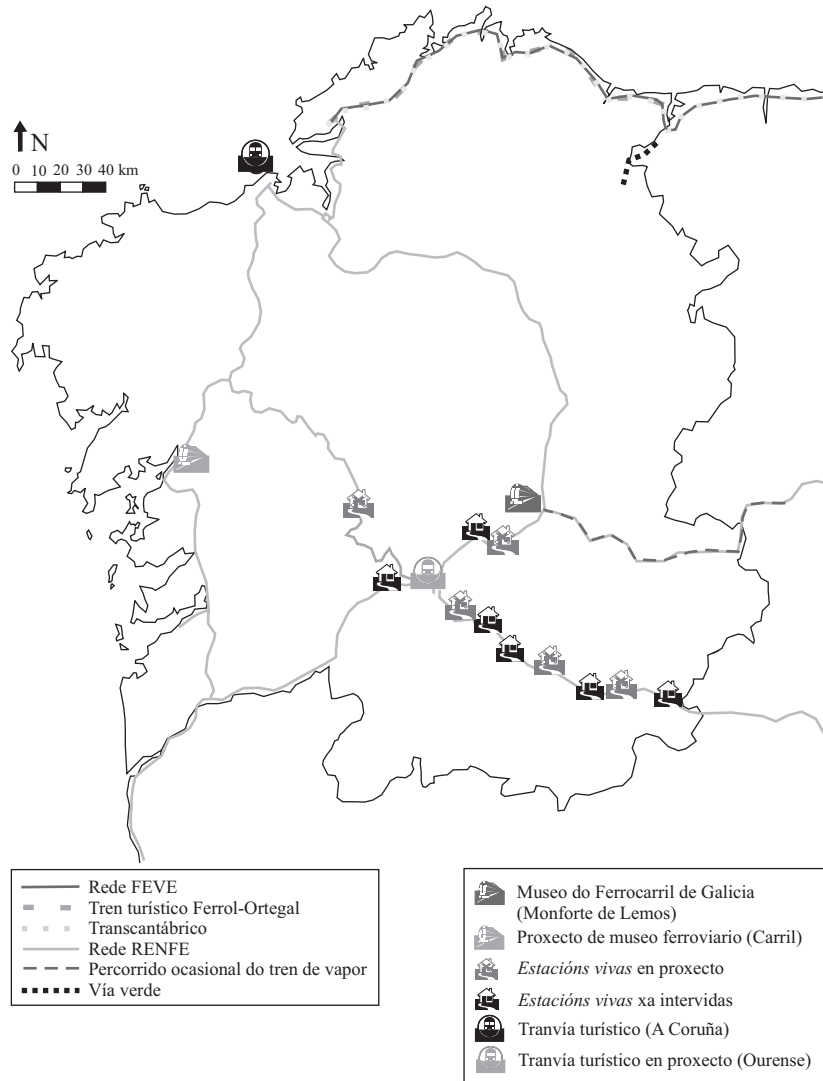 N
0 10 20 30 40 km
Rede FEVE
Tren turístico Ferrol-Ortegal
Transcantábrico
Rede RENFE
Percorrido ocasional do tren de vapor
Vía verde
Museo do Ferrocarril de Galicia
(Monforte de Lemos)
Proxecto de museo ferroviario (Carril)
Estacións vivas en proxecto
Estacións vivas xa intervidas
Tranvía turístico (A Coruña)
Tranvía turístico en proxecto (Ourense)